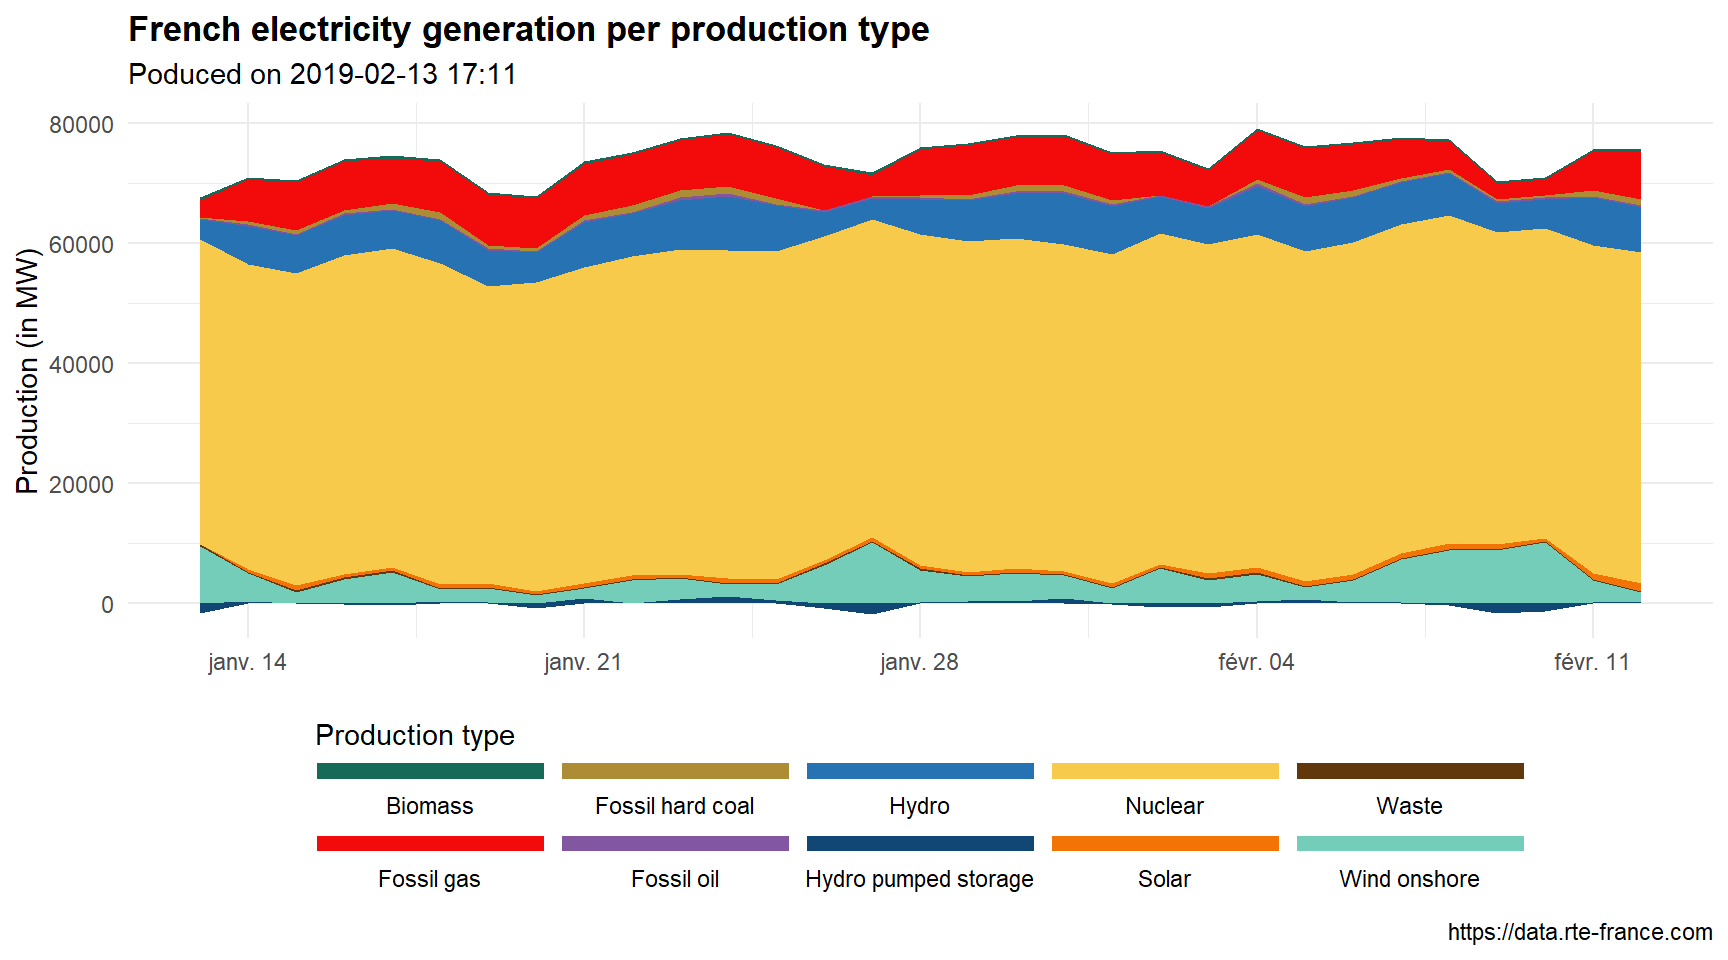 French electricity generation per production type
Poduced on 2019-02-13 17:11
Production (in MW)
80000
60000
40000
20000
0
janv. 14 janv. 21 janv. 28 févr. 04 févr. 11
Production type
Biomass Fossil hard coal Hydro Nuclear Waste
Fossil gas Fossil oil Hydro pumped storage Solar Wind onshore
https://data.rte-france.com